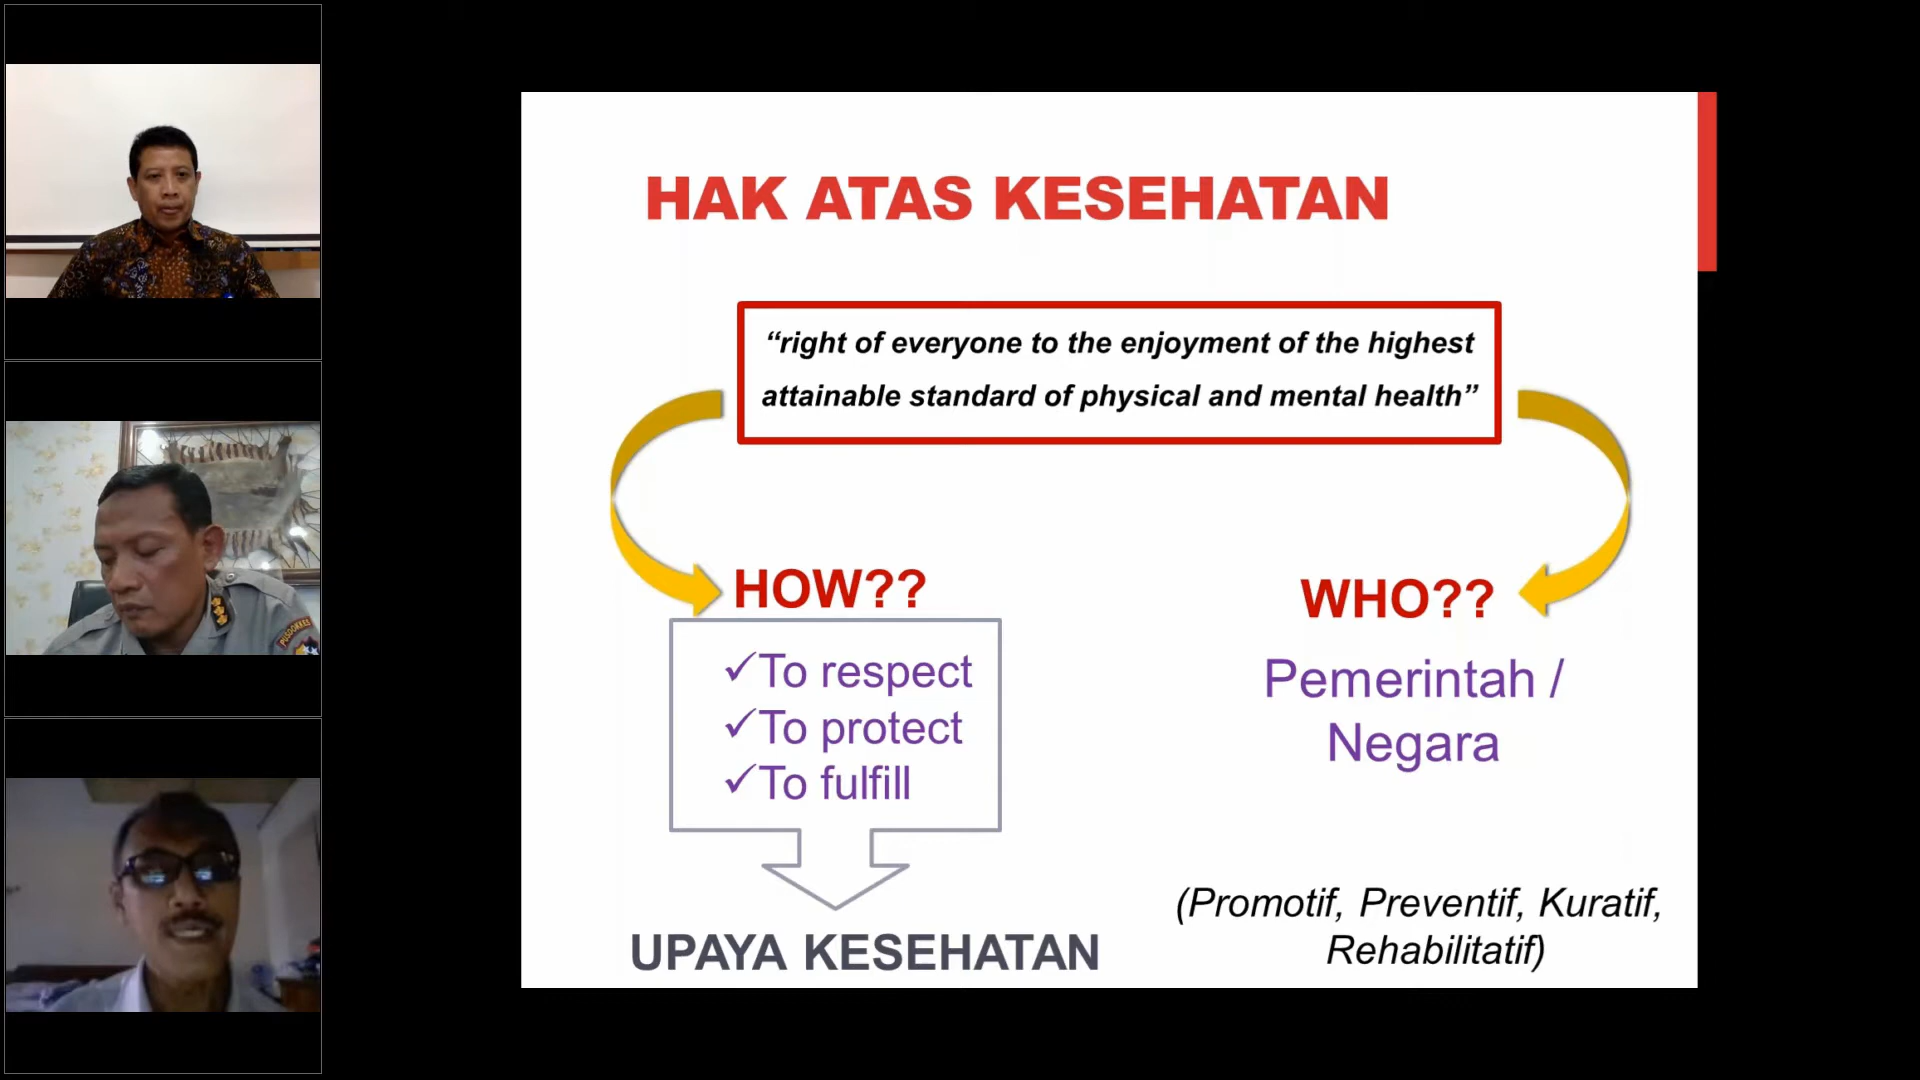 HAK ATAS KESEHATAN
“right of everyone to the enjoyment of the highest
attainable standard of physical and mental health”
HOW??
✓To respect
✓To protect
✓To fulfill
UPAYA KESEHATAN
WHO??
Pemerintah /
Negara
(Promotif, Preventif, Kuratif,
Rehabilitatif)
PUSDOKKES